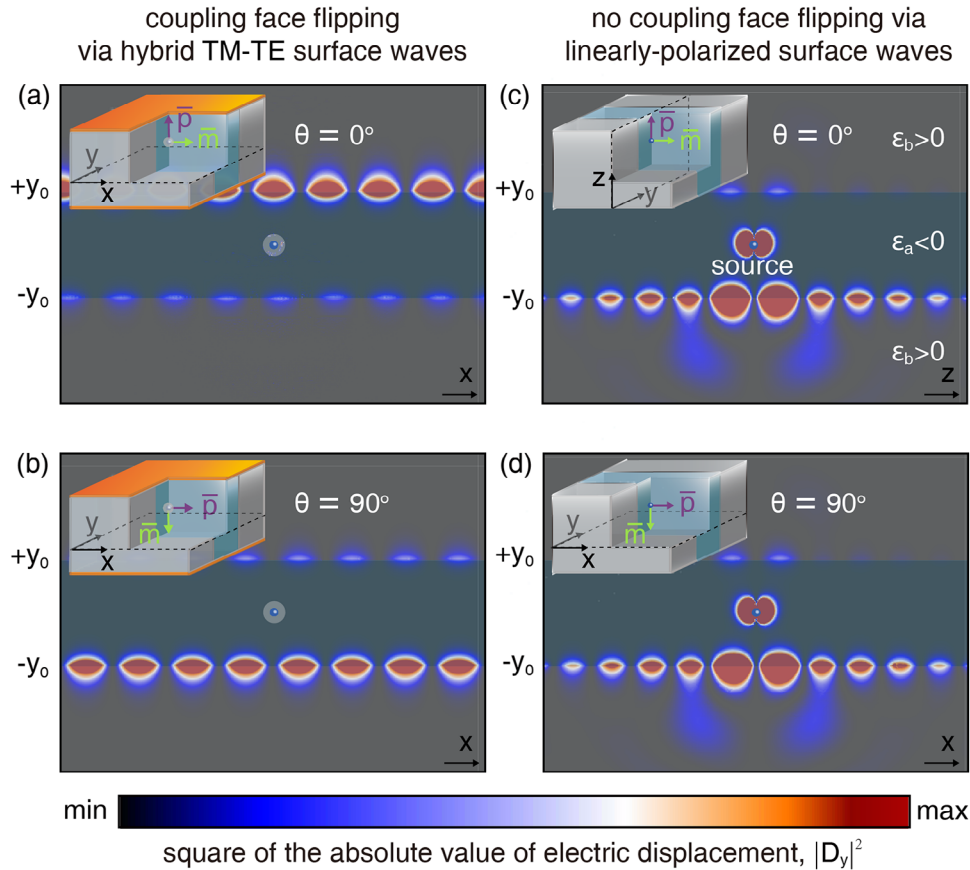 coupling face flipping
via hybrid TM-TE surface waves
no coupling face flipping via
linearly-polarized surface waves
(a)
p̅
m̅
θ = 0°
y
x
+y₀
-y₀
x
(c)
p̅
m̅
θ = 0°
εb>0
z
y
+y₀
εa<0
source
-y₀
εb>0
z
(b)
p̅
m̅
θ = 90°
y
x
+y₀
-y₀
x
(d)
p̅
m̅
θ = 90°
y
x
+y₀
-y₀
x
min
max
square of the absolute value of electric displacement, |Dy|²